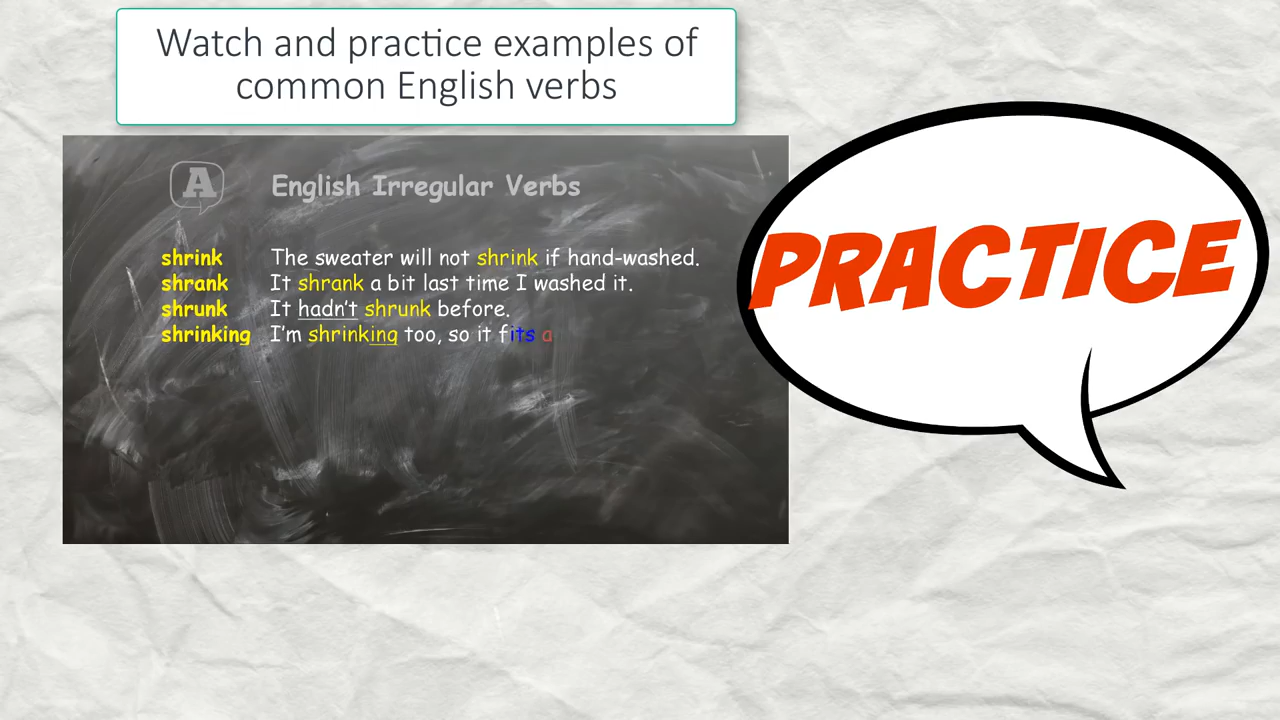 Watch and practice examples of
common English verbs
A
English Irregular Verbs
shrink The sweater will not shrink if hand-washed.
shrank It shrank a bit last time I washed it.
shrunk It hadn't shrunk before.
shrinking I'm shrinking too, so it fits a
PRACTICE